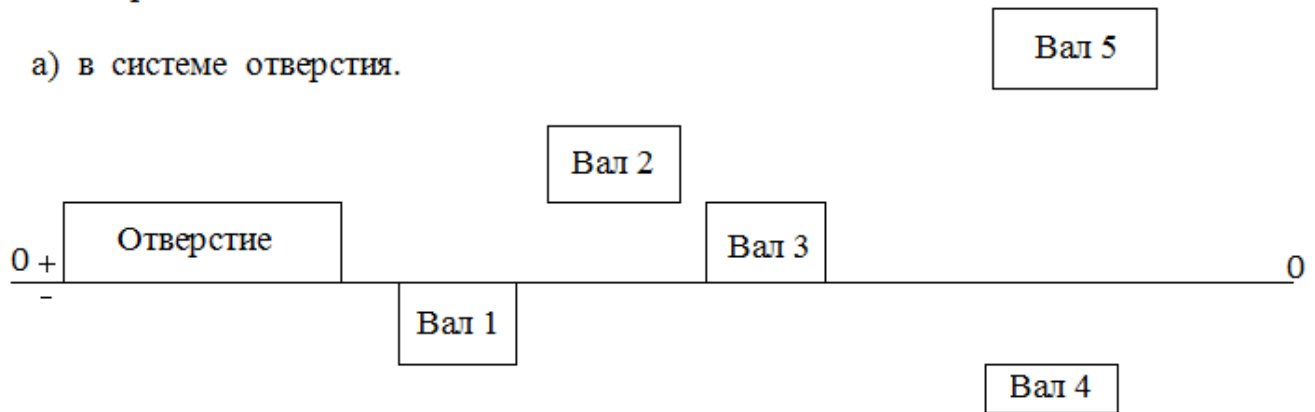 Вал 5
а) в системе отверстия.
Вал 2
Отверстие
Вал 3
0 +
0
-
Вал 1
Вал 4